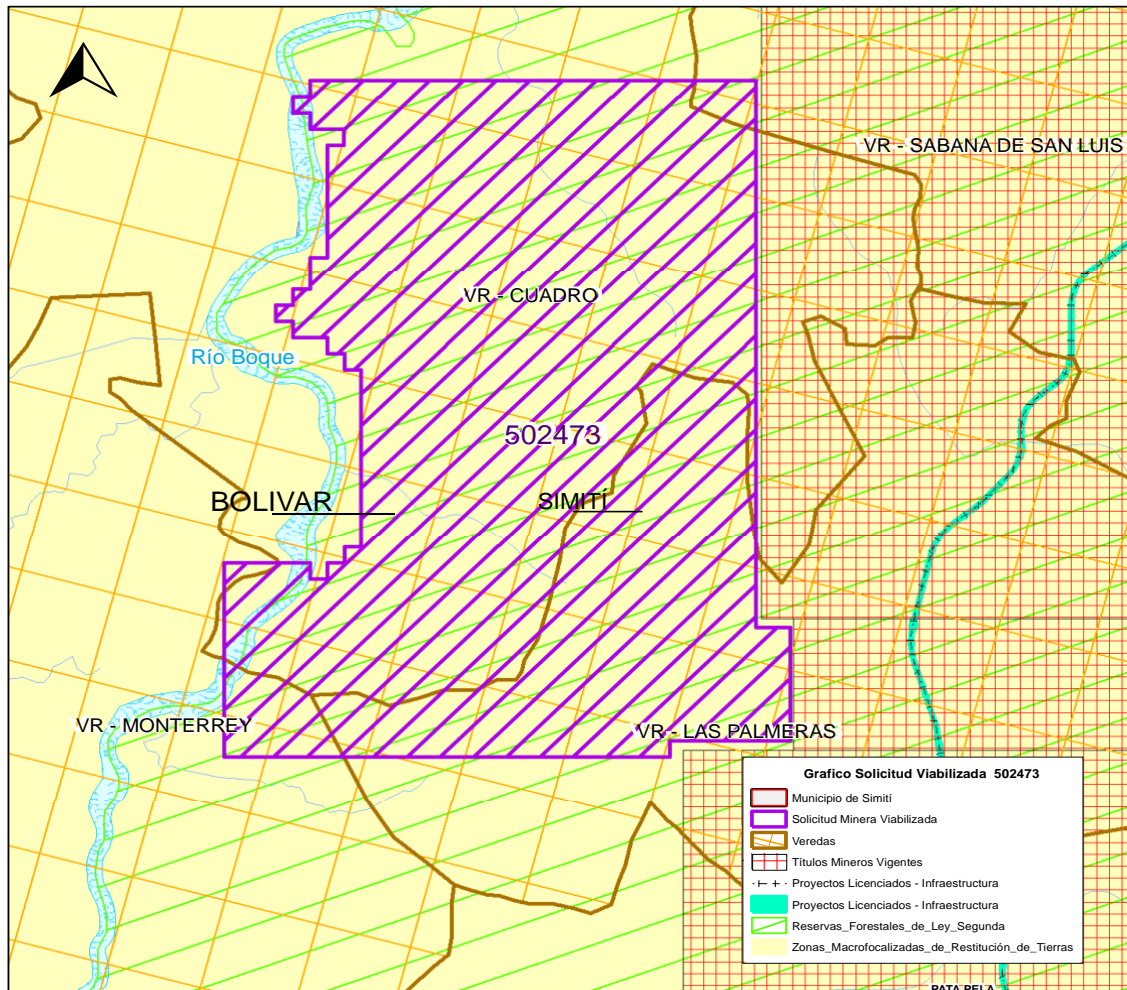 VR - SABANA DE SAN LUIS
VR - CUADRO
Río Boque
502473
BOLIVAR
SIMITÍ
VR - MONTERREY
VR - LAS PALMERAS
Grafico Solicitud Viabilizada 502473
Municipio de Simití
Solicitud Minera Viabilizada
Veredas
Titulos Mineros Vigentes
Proyectos Licenciados - Infraestructura
Proyectos Licenciados - Infraestructura
Reservas_Forestales_de_Ley_Segunda
Zonas_Macrofocalizadas_de_Restitución_de_Tierras
PATA PELA